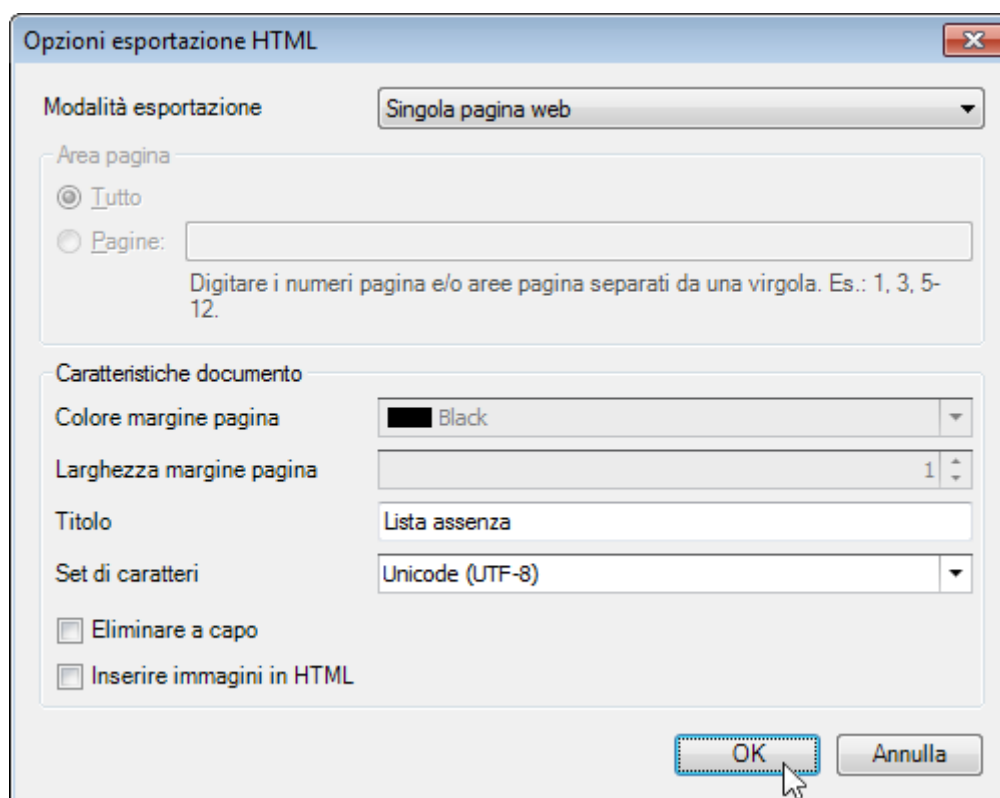 Opzioni esportazione HTML
Modalità esportazione
Singola pagina web
Area pagina
Tutto
Pagine:
Digitare i numeri pagina e/o aree pagina separati da una virgola. Es.: 1, 3, 5-
12.
Caratteristiche documento
Colore margine pagina
Black
Larghezza margine pagina
1
Titolo
Lista assenza
Set di caratteri
Unicode (UTF-8)
Eliminare a capo
Inserire immagini in HTML
OK
Annulla